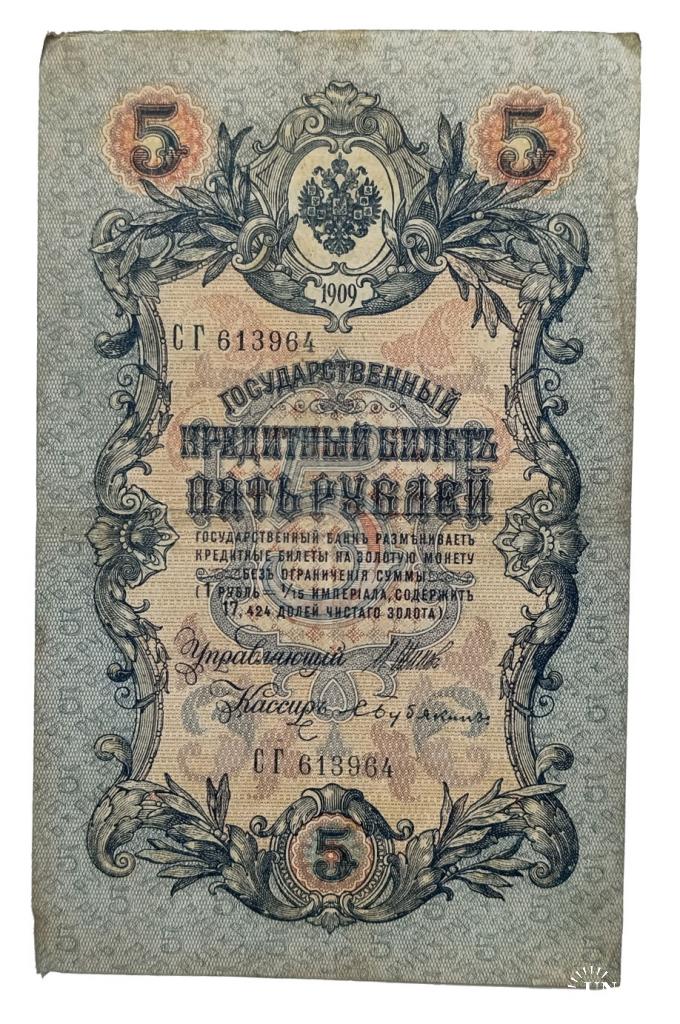 5 5
1909
СГ 613964
ГОСУДАРСТВЕННЫЙ
КРЕДИТНЫЙ БИЛЕТЪ
ПЯТЬ РУБЛЕЙ
ГОСУДАРСТВЕННЫЙ БАНКЪ РАЗМѢНИВАЕТЪ
КРЕДИТНЫЕ БИЛЕТЫ НА ЗОЛОТУЮ МОНЕТУ
БЕЗЪ ОГРАНИЧЕНІЯ СУММЫ
(1 РУБЛЬ = 1/15 ИМПЕРІАЛА, СОДЕРЖИТЪ
17,424 ДОЛЕЙ ЧИСТАГО ЗОЛОТА).
Управляющій
Кассиръ
СГ 613964
5